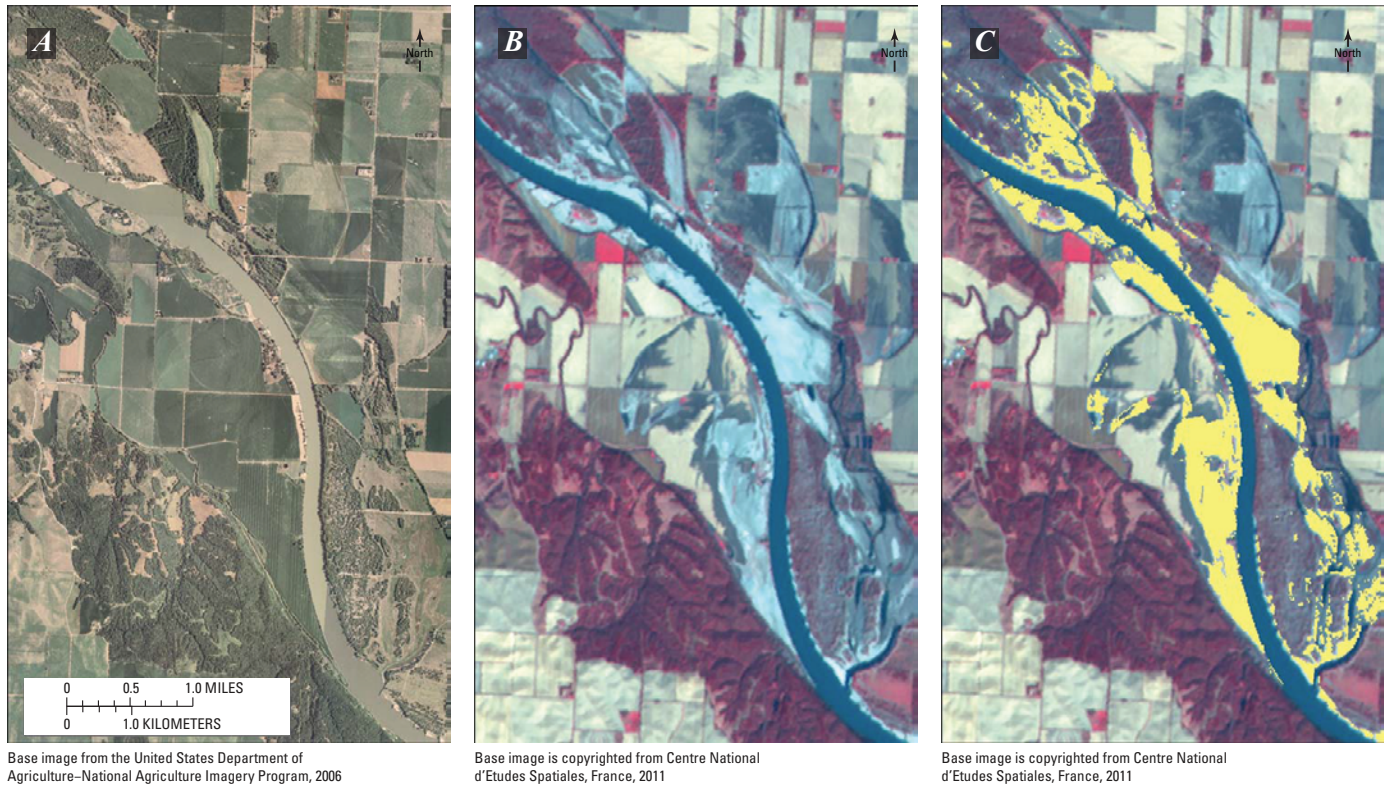 A
North
B
North
C
North
0 0.5 1.0 MILES
0 1.0 KILOMETERS
Base image from the United States Department of
Agriculture–National Agriculture Imagery Program, 2006
Base image is copyrighted from Centre National
d'Etudes Spatiales, France, 2011
Base image is copyrighted from Centre National
d'Etudes Spatiales, France, 2011